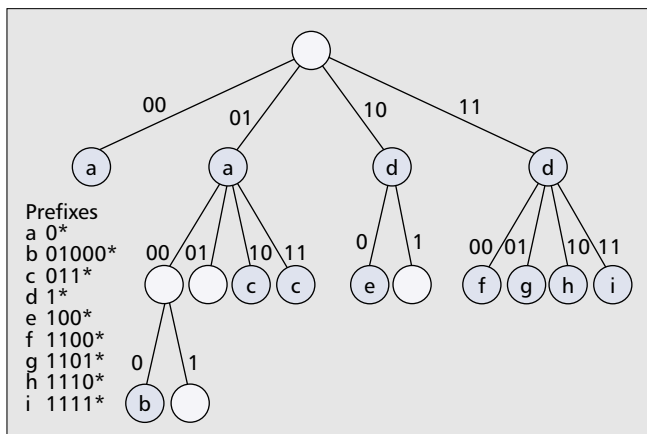 00 01 10 11
a a d d
Prefixes
a 0*
b 01000*
c 011*
d 1*
e 100*
f 1100*
g 1101*
h 1110*
i 1111*
00 01 10 11 0 1 00 01 10 11
c c e f g h i
0 1
b